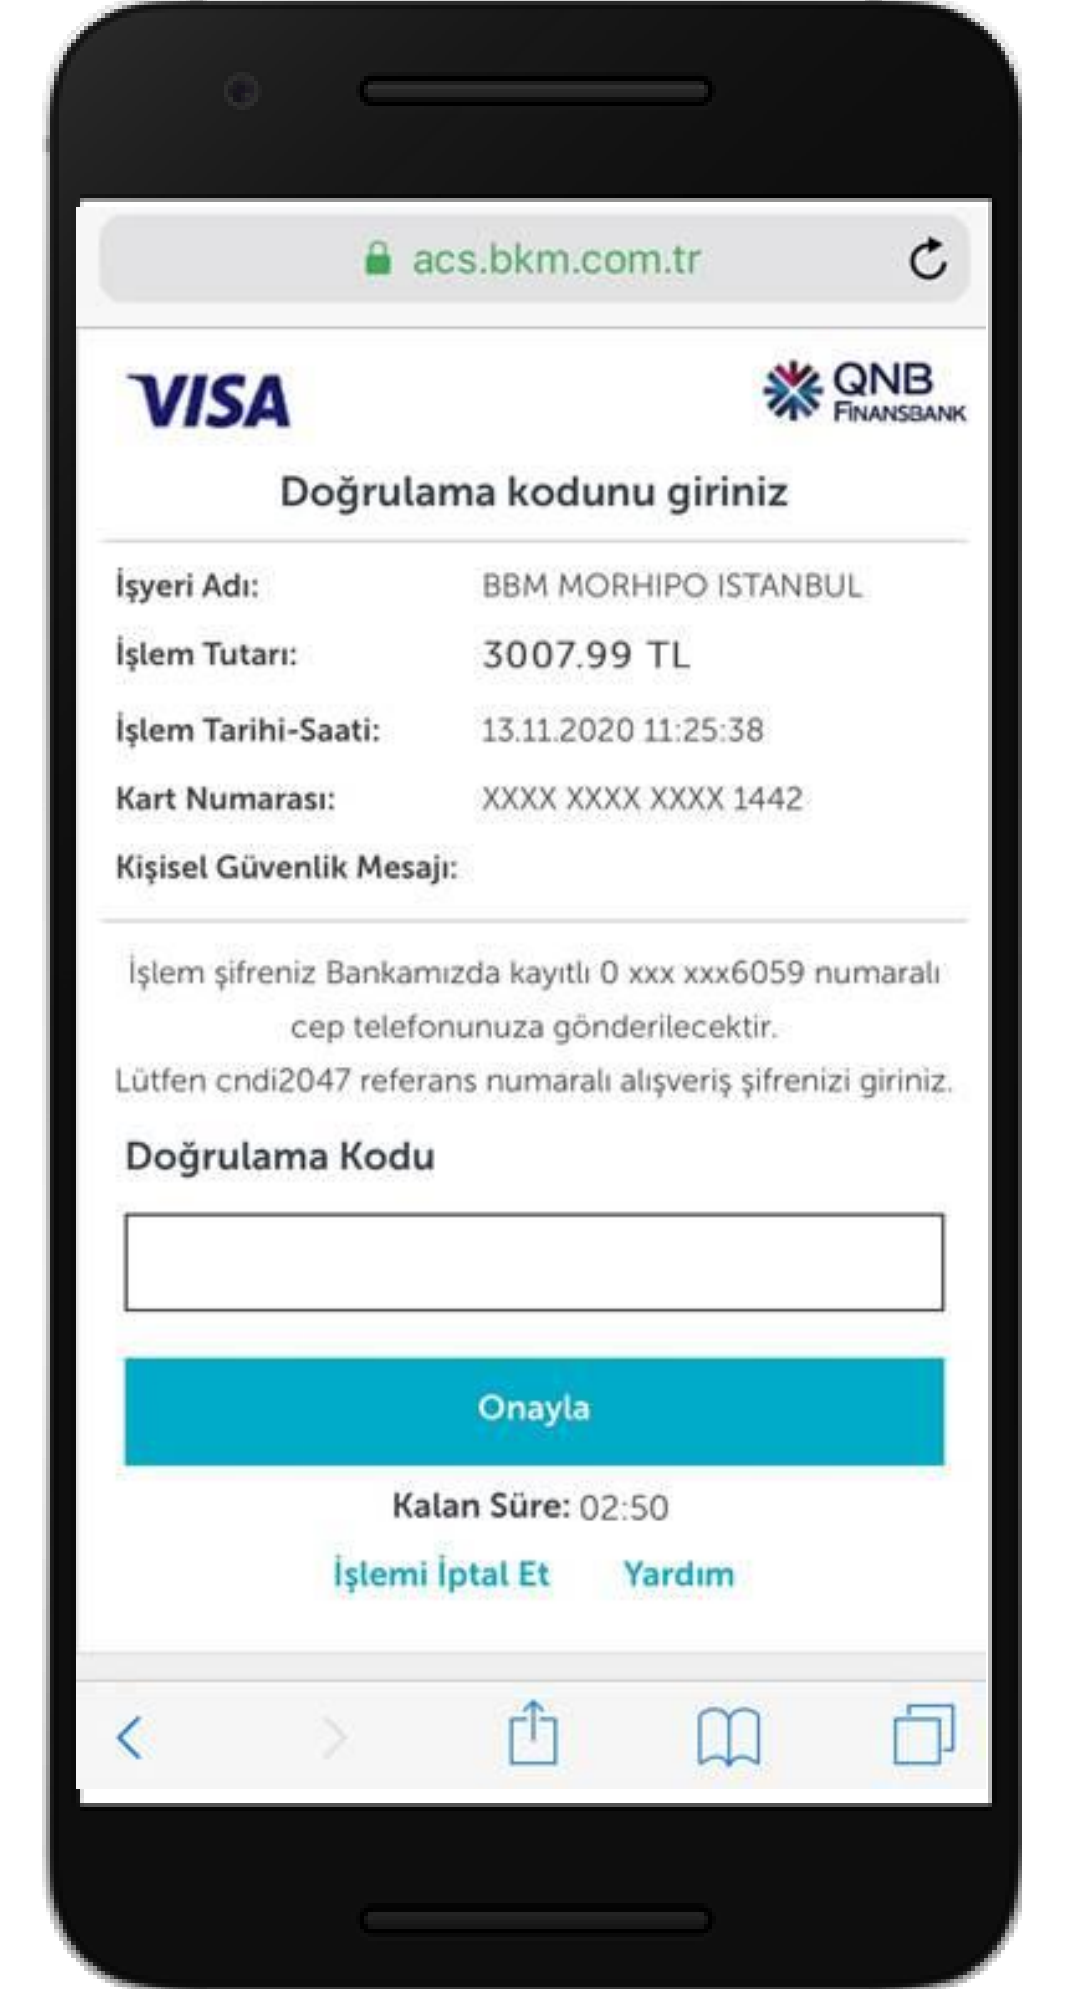 acs.bkm.com.tr
VISA
QNB
FINANSBANK
Doğrulama kodunu giriniz
İşyeri Adı: BBM MORHIPO ISTANBUL
İşlem Tutarı: 3007.99 TL
İşlem Tarihi-Saati: 13.11.2020 11:25:38
Kart Numarası: XXXX XXXX XXXX 1442
Kişisel Güvenlik Mesajı:
İşlem şifreniz Bankamızda kayıtlı 0 xxx xxx6059 numaralı
cep telefonunuza gönderilecektir.
Lütfen cndi2047 referans numaralı alışveriş şifrenizi giriniz.
Doğrulama Kodu
Onayla
Kalan Süre: 02:50
İşlemi İptal Et Yardım